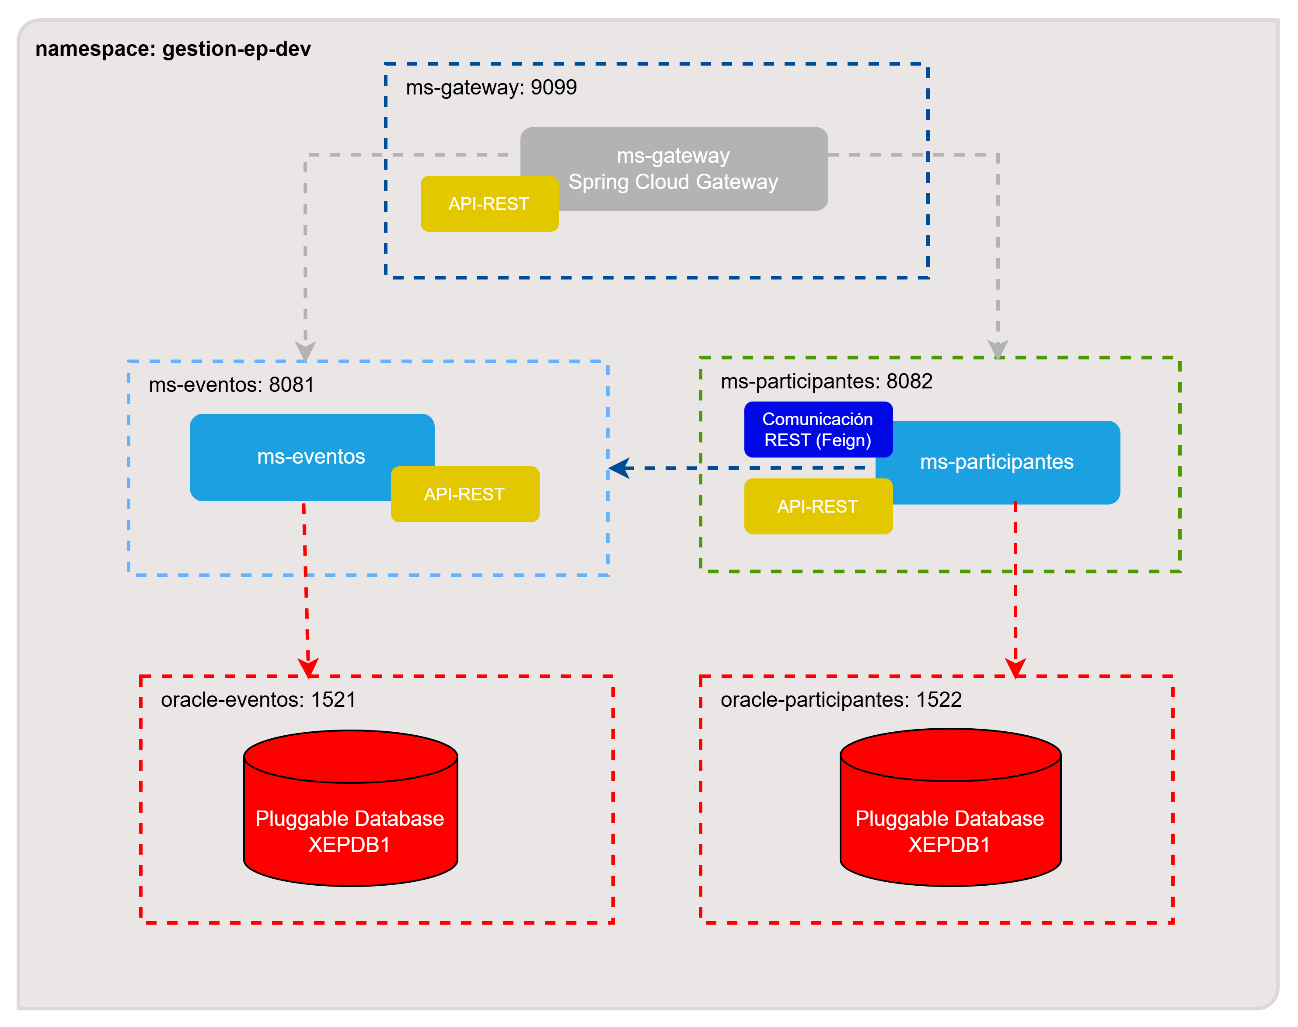 namespace: gestion-ep-dev
ms-gateway: 9099
ms-gateway
Spring Cloud Gateway
API-REST
ms-eventos: 8081
ms-eventos
API-REST
ms-participantes: 8082
Comunicación
REST (Feign)
ms-participantes
API-REST
oracle-eventos: 1521
Pluggable Database
XEPDB1
oracle-participantes: 1522
Pluggable Database
XEPDB1